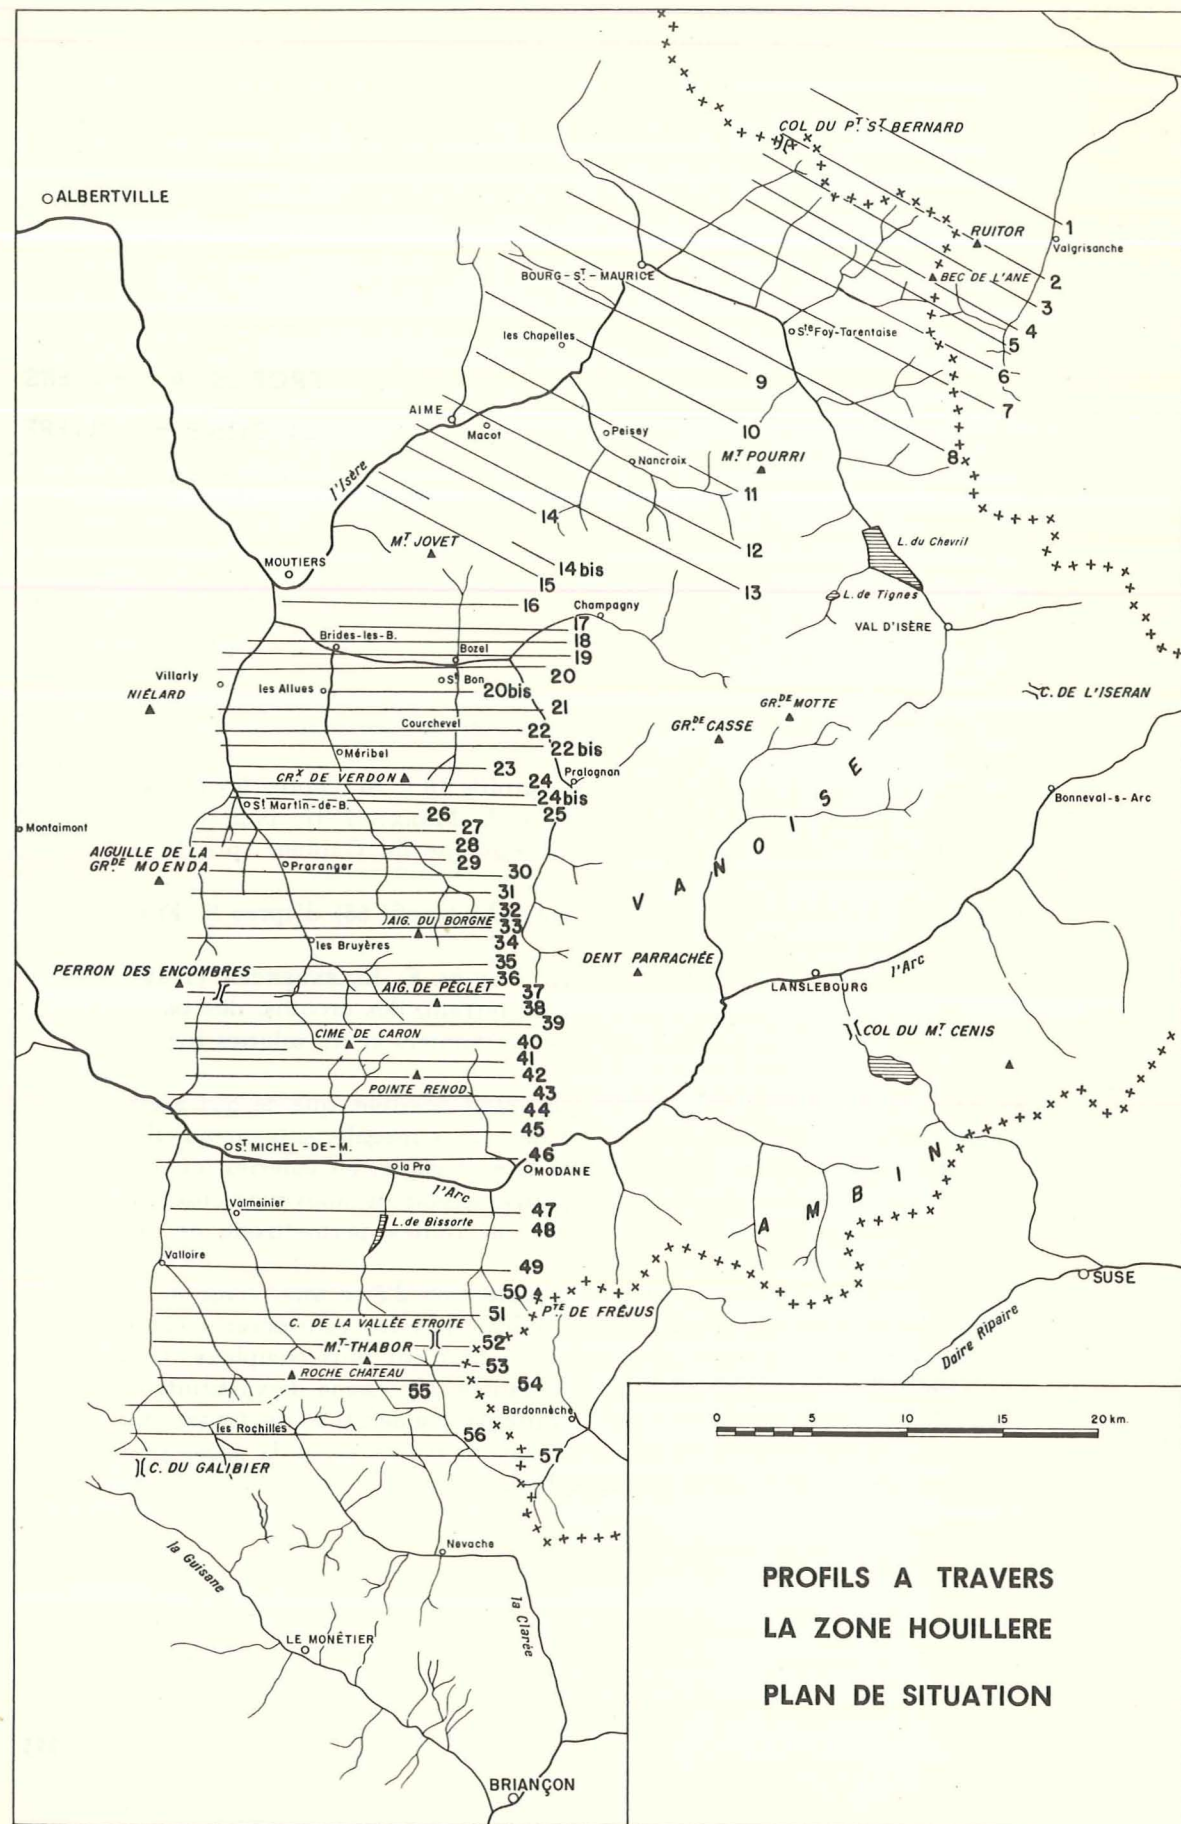 COL DU PT. ST. BERNARD
ALBERTVILLE
1
RUITOR
Valgrisanche
BOURG-ST.-MAURICE
BEC DE L'ANE
2
3
Ste Foy-Tarentaise
4
les Chapelles
5
6
9
7
AIME
Macot
10
Peisey
8
MT. POURRI
Nancroix
l'Isère
11
14
L. du Chevril
MT. JOVET
12
MOUTIERS
14 bis
15
13
L. de Tignes
16
Champagny
17
VAL D'ISÈRE
Brides-les-B.
18
Bozel
19
20
Villarly
St. Bon
les Allues
20bis
NIÉLARD
C. DE L'ISERAN
21
GR.DE MOTTE
Courchevel
22
GR.DE CASSE
22 bis
Méribel
23
CR.X DE VERDON
24
Pralognan
24bis
Bonneval-s-Arc
St Martin-de-B.
26
25
Montaimont
27
28
AIGUILLE DE LA
GR.DE MOENDA
29
Praranger
30
VANOISE
31
32
AIG. DU BORGNE
33
les Bruyères
34
DENT PARRACHÉE
35
PERRON DES ENCOMBRES
36
l'Arc
AIG. DE PÉCLET
37
LANSLEBOURG
38
39
CIME DE CARON
COL DU MT. CENIS
40
41
42
POINTE RENOD
43
44
45
ST. MICHEL-DE-M.
46
la Pra
MODANE
l'Arc
AMBIN
Valmeinier
47
L. de Bissorte
48
Valloire
49
SUSE
50
51
PTE DE FRÊJUS
C. DE LA VALLÉE ETROITE
Doire Ripaire
52
MT-THABOR
53
ROCHE CHATEAU
54
55
Bardonnèche
les Rochilles
56
57
C. DU GALIBIER
0 5 10 15 20 km.
Nevache
la Guisane
la Clarée
PROFILS A TRAVERS
LA ZONE HOUILLERE
LE MONÊTIER
PLAN DE SITUATION
BRIANÇON